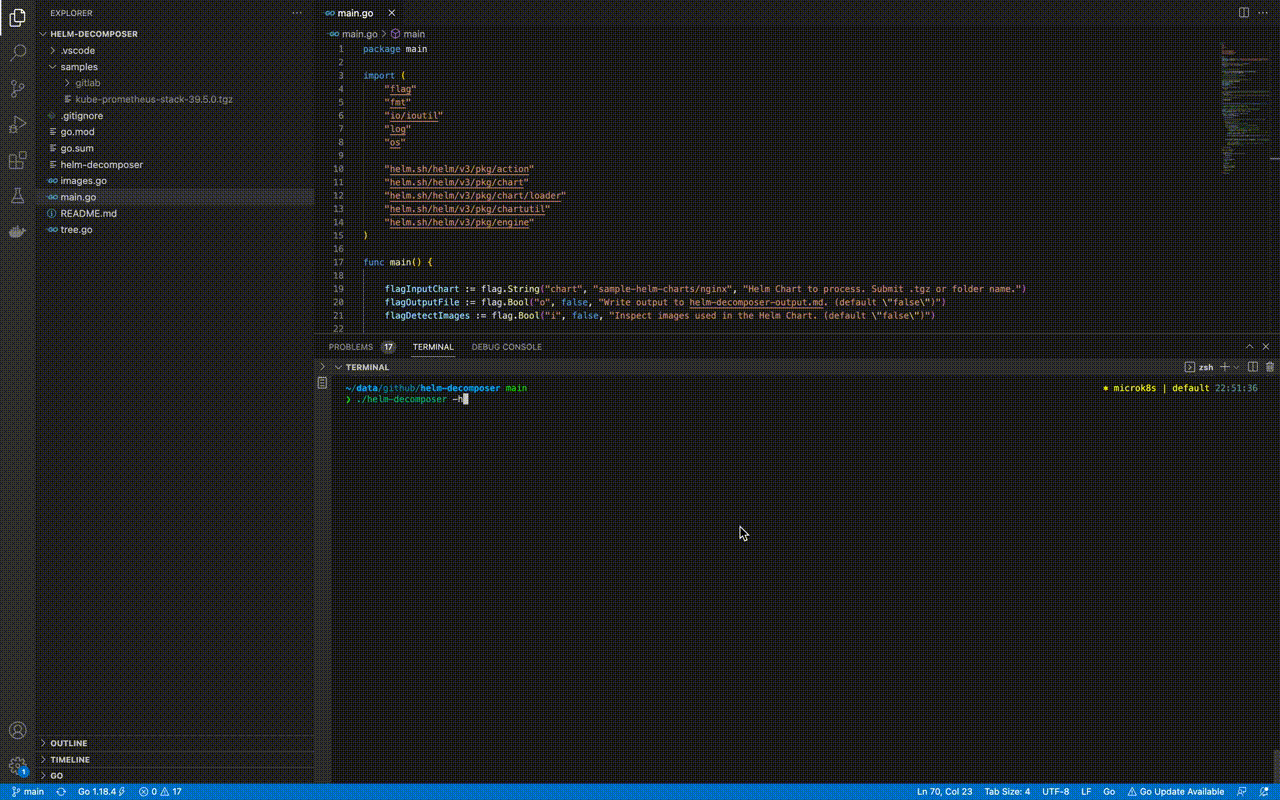 EXPLORER
HELM-DECOMPOSER
.vscode
samples
gitlab
kube-prometheus-stack-39.5.0.tgz
.gitignore
go.mod
go.sum
helm-decomposer
images.go
main.go
README.md
tree.go
OUTLINE
TIMELINE
GO
main.go
main.go > main
1 package main
2
3 import (
4 "flag"
5 "fmt"
6 "io/ioutil"
7 "log"
8 "os"
9
10 "helm.sh/helm/v3/pkg/action"
11 "helm.sh/helm/v3/pkg/chart"
12 "helm.sh/helm/v3/pkg/chart/loader"
13 "helm.sh/helm/v3/pkg/chartutil"
14 "helm.sh/helm/v3/pkg/engine"
15 )
16
17 func main() {
18
19 flagInputChart := flag.String("chart", "sample-helm-charts/nginx", "Helm Chart to process. Submit .tgz or folder name.")
20 flagOutputFile := flag.Bool("o", false, "Write output to helm-decomposer-output.md. (default \"false\")")
21 flagDetectImages := flag.Bool("i", false, "Inspect images used in the Helm Chart. (default \"false\")")
22
PROBLEMS 17 TERMINAL DEBUG CONSOLE
TERMINAL zsh
~/data/github/helm-decomposer main ✱ microk8s | default 22:51:36
❯ ./helm-decomposer -h
1
main Go 1.18.4 0 17 Ln 70, Col 23 Tab Size: 4 UTF-8 LF Go Go Update Available